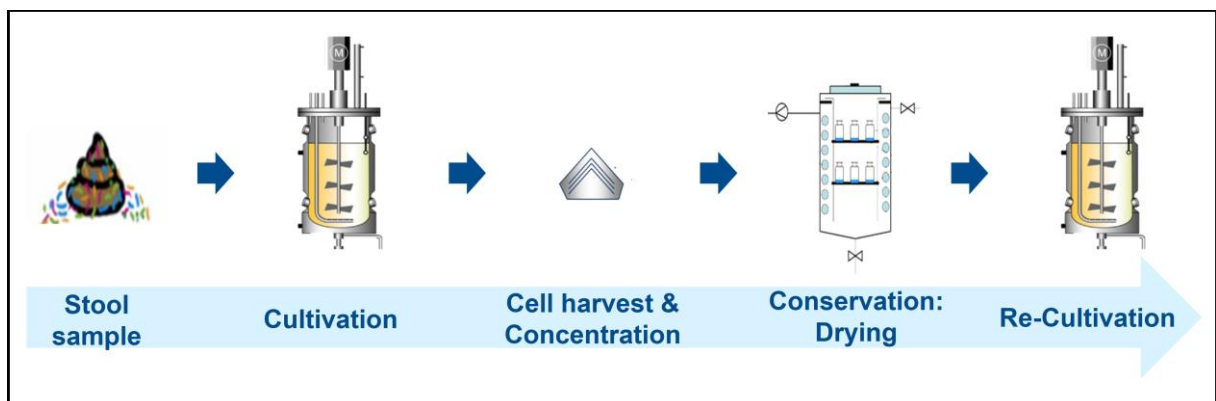 M
M
Stool
sample
Cultivation
Cell harvest &
Concentration
Conservation:
Drying
Re-Cultivation